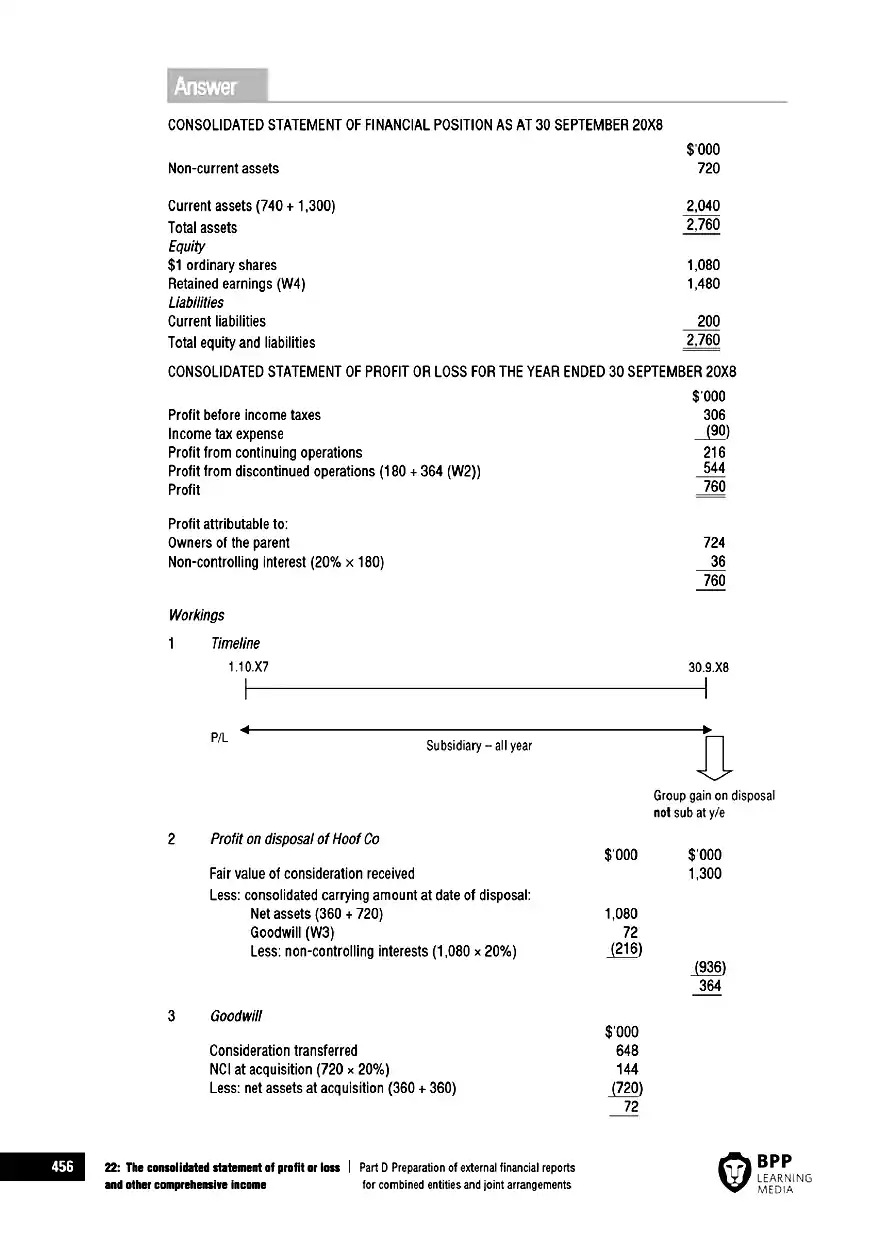 Answer
CONSOLIDATED STATEMENT OF FINANCIAL POSITION AS AT 30 SEPTEMBER 20X8
$'000
Non-current assets 720
Current assets (740 + 1,300) 2,040
Total assets 2,760
Equity
$1 ordinary shares 1,080
Retained earnings (W4) 1,480
Liabilities
Current liabilities 200
Total equity and liabilities 2,760
CONSOLIDATED STATEMENT OF PROFIT OR LOSS FOR THE YEAR ENDED 30 SEPTEMBER 20X8
$'000
Profit before income taxes 306
Income tax expense (90)
Profit from continuing operations 216
Profit from discontinued operations (180 + 364 (W2)) 544
Profit 760
Profit attributable to:
Owners of the parent 724
Non-controlling interest (20% × 180) 36
760
Workings
1 Timeline
1.10.X7 30.9.X8
P/L
Subsidiary – all year
Group gain on disposal
not sub at y/e
2 Profit on disposal of Hoof Co
$'000 $'000
Fair value of consideration received 1,300
Less: consolidated carrying amount at date of disposal:
Net assets (360 + 720) 1,080
Goodwill (W3) 72
Less: non-controlling interests (1,080 × 20%) (216)
(936)
364
3 Goodwill
$'000
Consideration transferred 648
NCI at acquisition (720 × 20%) 144
Less: net assets at acquisition (360 + 360) (720)
72
456 22: The consolidated statement of profit or loss | Part D Preparation of external financial reports
and other comprehensive income for combined entities and joint arrangements
BPP
LEARNING
MEDIA